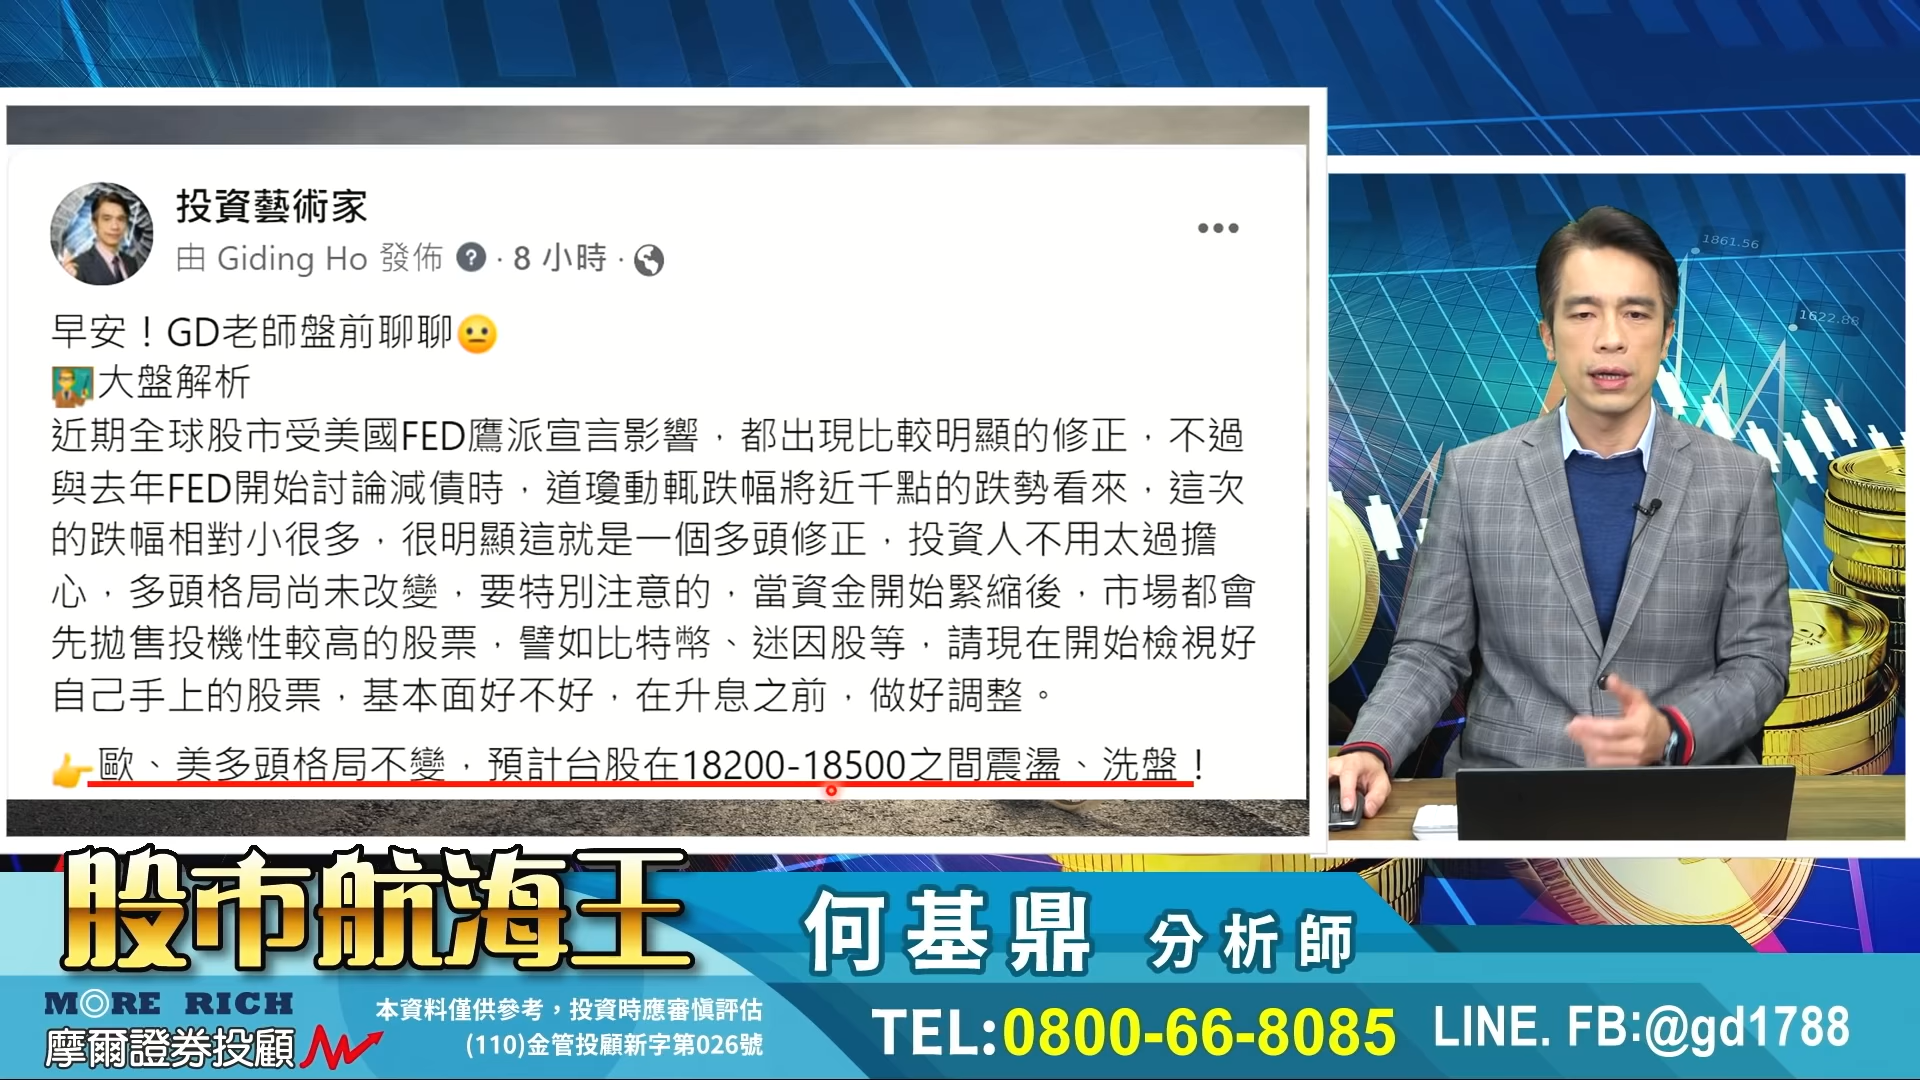 投資藝術家
由 Giding Ho 發佈 · 8 小時 ·
早安！GD老師盤前聊聊
大盤解析
近期全球股市受美國FED鷹派宣言影響，都出現比較明顯的修正，不過
與去年FED開始討論減債時，道瓊動輒跌幅將近千點的跌勢看來，這次
的跌幅相對小很多，很明顯這就是一個多頭修正，投資人不用太過擔
心，多頭格局尚未改變，要特別注意的，當資金開始緊縮後，市場都會
先拋售投機性較高的股票，譬如比特幣、迷因股等，請現在開始檢視好
自己手上的股票，基本面好不好，在升息之前，做好調整。
歐、美多頭格局不變，預計台股在18200-18500之間震盪、洗盤！
1861.56
1622.88
股市航海王
何基鼎 分析師
MORE RICH
摩爾證券投顧
本資料僅供參考，投資時應審慎評估
(110)金管投顧新字第026號
TEL:0800-66-8085
LINE. FB:@gd1788